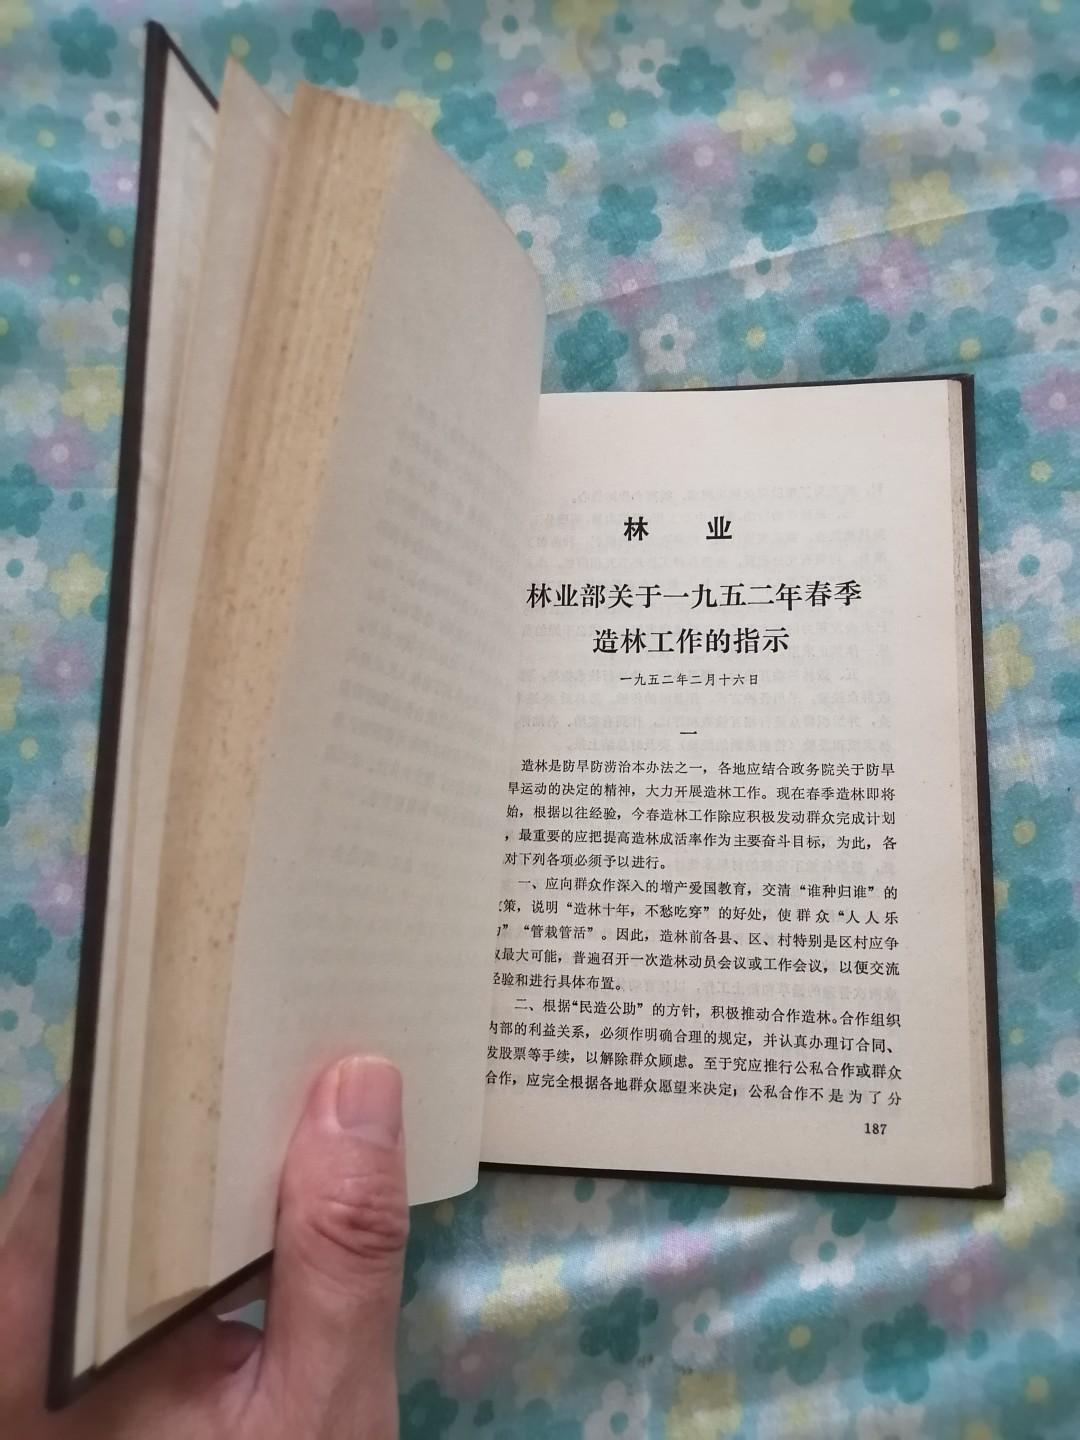 林 业
林业部关于一九五二年春季
造林工作的指示
一九五二年二月十六日
一
造林是防旱防涝治本办法之一，各地应结合政务院关于防旱
旱运动的决定的精神，大力开展造林工作。现在春季造林即将
始，根据以往经验，今春造林工作除应积极发动群众完成计划
，最重要的应把提高造林成活率作为主要奋斗目标，为此，各
对下列各项必须予以进行。
一、应向群众作深入的增产爱国教育，交清“谁种归谁”的
策，说明“造林十年，不愁吃穿”的好处，使群众“人人乐
”“管栽管活”。因此，造林前各县、区、村特别是区村应争
最大可能，普遍召开一次造林动员会议或工作会议，以便交流
经验和进行具体布置。
二、根据“民造公助”的方针，积极推动合作造林。合作组织
内部的利益关系，必须作明确合理的规定，并认真办理订合同、
发股票等手续，以解除群众顾虑。至于究应推行公私合作或群众
合作，应完全根据各地群众愿望来决定，公私合作不是为了分
187